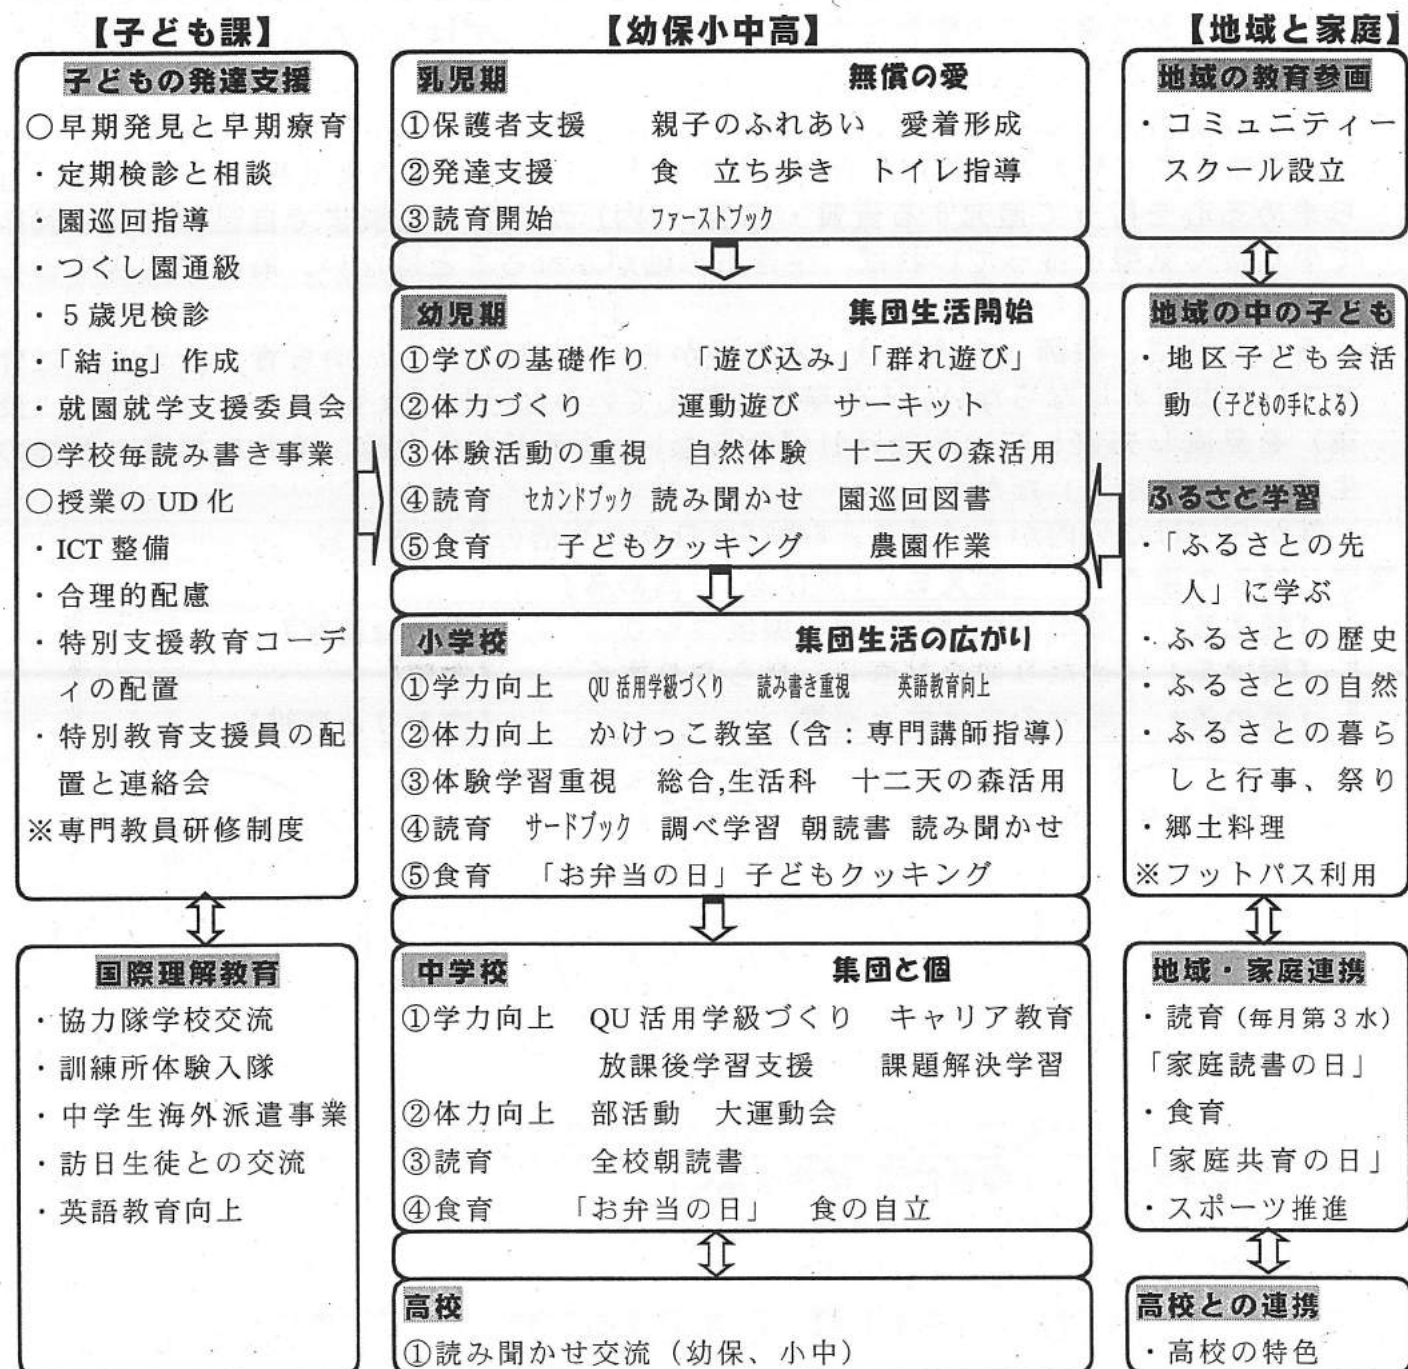 【子ども課】
子どもの発達支援
○早期発見と早期療育
・定期検診と相談
・園巡回指導
・つくし園通級
・5歳児検診
・「結 ing」作成
・就園就学支援委員会
○学校毎読み書き事業
○授業の UD 化
・ICT 整備
・合理的配慮
・特別支援教育コーデ
ィの配置
・特別教育支援員の配
置と連絡会
※専門教員研修制度
国際理解教育
・協力隊学校交流
・訓練所体験入隊
・中学生海外派遣事業
・訪日生徒との交流
・英語教育向上
【幼保小中高】
乳児期 無償の愛
①保護者支援 親子のふれあい 愛着形成
②発達支援 食 立ち歩き トイレ指導
③読育開始 ファーストブック
幼児期 集団生活開始
①学びの基礎作り 「遊び込み」「群れ遊び」
②体力づくり 運動遊び サーキット
③体験活動の重視 自然体験 十二天の森活用
④読育 セカンドブック 読み聞かせ 園巡回図書
⑤食育 子どもクッキング 農園作業
小学校 集団生活の広がり
①学力向上 QU 活用学級づくり 読み書き重視 英語教育向上
②体力向上 かけっこ教室(含:専門講師指導)
③体験学習重視 総合,生活科 十二天の森活用
④読育 サードブック 調べ学習 朝読書 読み聞かせ
⑤食育 「お弁当の日」子どもクッキング
中学校 集団と個
①学力向上 QU 活用学級づくり キャリア教育
放課後学習支援 課題解決学習
②体力向上 部活動 大運動会
③読育 全校朝読書
④食育 「お弁当の日」 食の自立
高校
①読み聞かせ交流(幼保、小中)
【地域と家庭】
地域の教育参画
・コミュニティー
スクール設立
地域の中の子ども
・地区子ども会活
動(子どもの手による)
ふるさと学習
・「ふるさとの先
人」に学ぶ
・ふるさとの歴史
・ふるさとの自然
・ふるさとの暮ら
しと行事、祭り
・郷土料理
※フットパス利用
地域・家庭連携
・読育(毎月第3水)
「家庭読書の日」
・食育
「家庭共育の日」
・スポーツ推進
高校との連携
・高校の特色